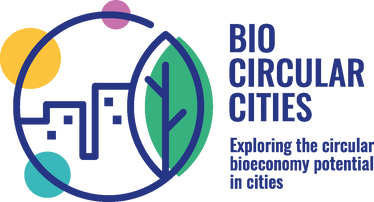 BIO
CIRCULAR
CITIES
Exploring the circular
bioeconomy potential
in cities